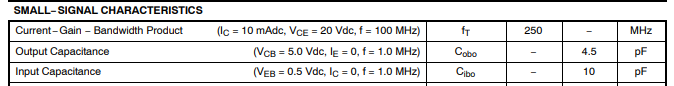 SMALL−SIGNAL CHARACTERISTICS
Current−Gain − Bandwidth Product (IC = 10 mAdc, VCE = 20 Vdc, f = 100 MHz) fT 250 − MHz
Output Capacitance (VCB = 5.0 Vdc, IE = 0, f = 1.0 MHz) Cobo − 4.5 pF
Input Capacitance (VEB = 0.5 Vdc, IC = 0, f = 1.0 MHz) Cibo − 10 pF